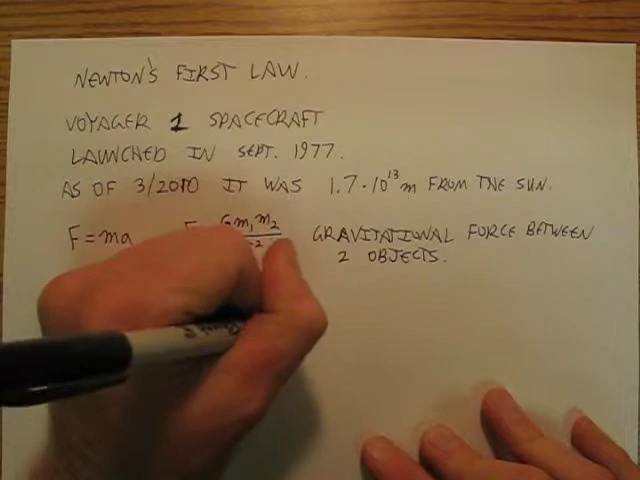 NEWTON'S FIRST LAW.
VOYAGER 1 SPACECRAFT
LAUNCHED IN SEPT. 1977.
AS OF 3/2010 IT WAS 1.7·10¹³m FROM THE SUN.
F=ma Gm₁m₂ GRAVITATIONAL FORCE BETWEEN
2 OBJECTS.